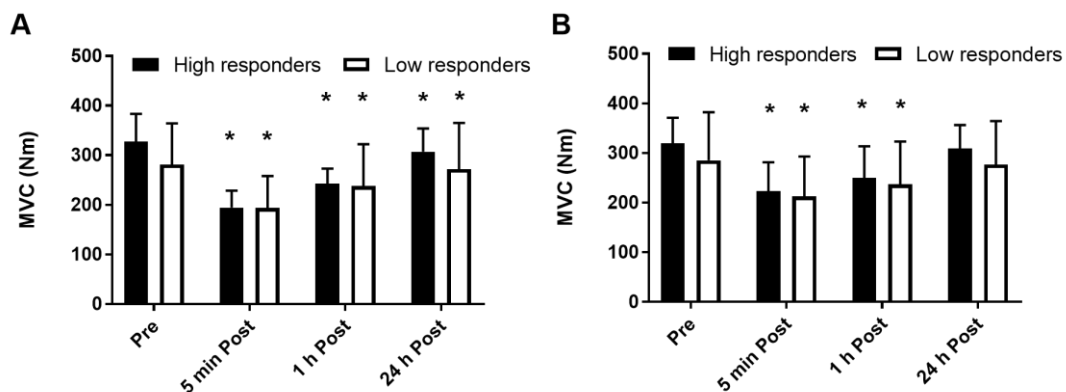 A
500
High responders
Low responders
400
300
200
100
0
MVC (Nm)
* * * * * *
Pre
5 min Post
1 h Post
24 h Post
B
500
High responders
Low responders
400
300
200
100
0
MVC (Nm)
* * * *
Pre
5 min Post
1 h Post
24 h Post